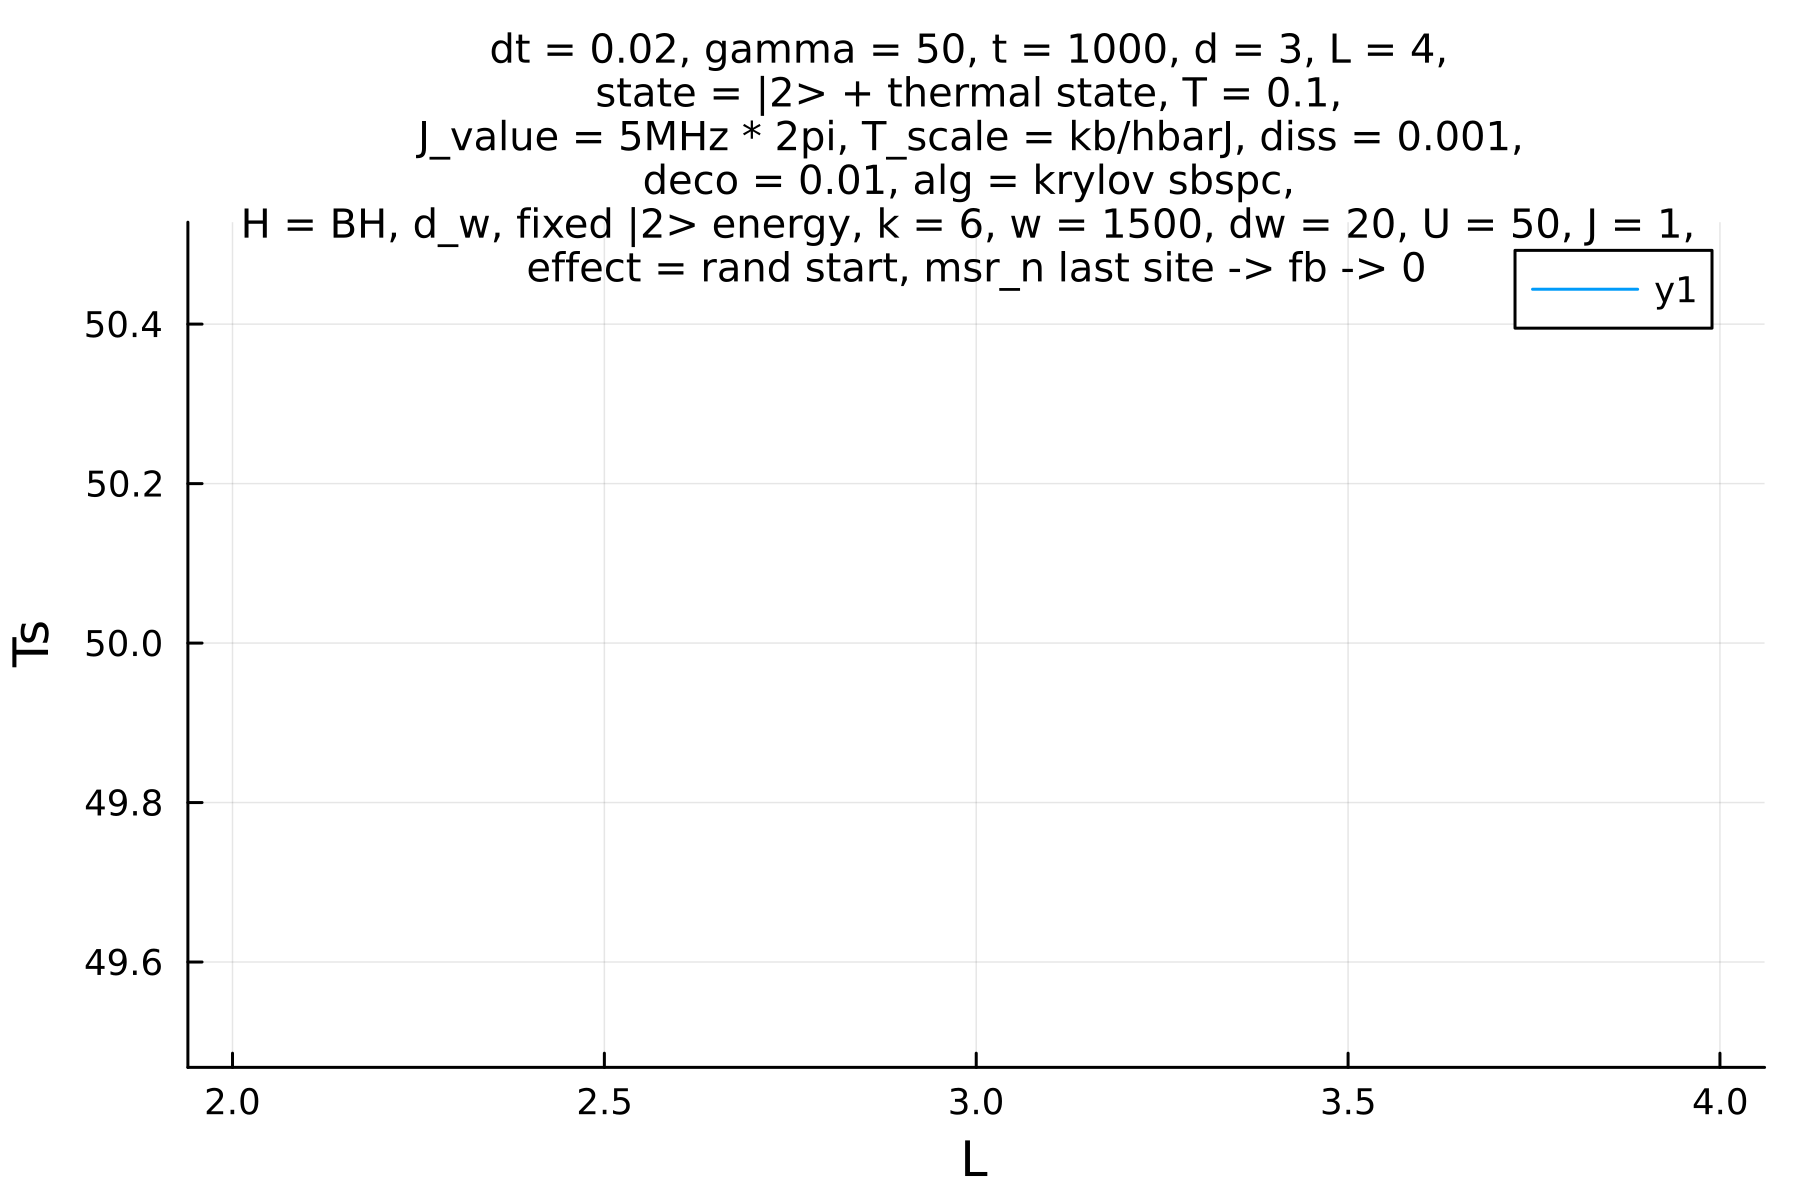 dt = 0.02, gamma = 50, t = 1000, d = 3, L = 4,
state = |2> + thermal state, T = 0.1,
J_value = 5MHz * 2pi, T_scale = kb/hbarJ, diss = 0.001,
deco = 0.01, alg = krylov sbspc,
H = BH, d_w, fixed |2> energy, k = 6, w = 1500, dw = 20, U = 50, J = 1,
effect = rand start, msr_n last site -> fb -> 0
y1
50.4
50.2
50.0
49.8
49.6
Ts
2.0 2.5 3.0 3.5 4.0
L